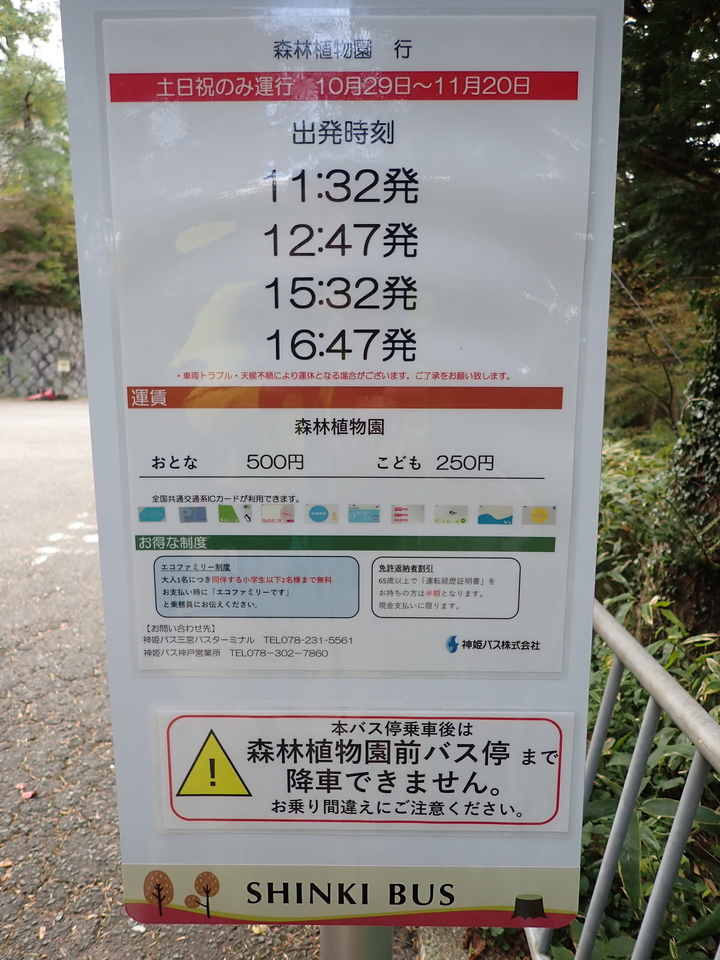 森林植物園 行
土日祝のみ運行 10月29日～11月20日
出発時刻
11:32発
12:47発
15:32発
16:47発
・車両トラブル・天候不順により運休となる場合がございます。ご了承をお願い致します。
運賃
森林植物園
おとな 500円 こども 250円
全国共通交通系ICカードが利用できます。
お得な制度
エコファミリー制度
大人1名につき同伴する小学生以下2名様まで無料
お支払い時に「エコファミリーです」
と乗務員にお伝えください。
免許返納者割引
65歳以上で「運転経歴証明書」を
お持ちの方は半額となります。
現金支払いに限ります。
【お問い合わせ先】
神姫バス三宮バスターミナル TEL078-231-5561
神姫バス神戸営業所 TEL078－302－7860
神姫バス株式会社
本バス停乗車後は
森林植物園前バス停 まで
降車できません。
お乗り間違えにご注意ください。
SHINKI BUS